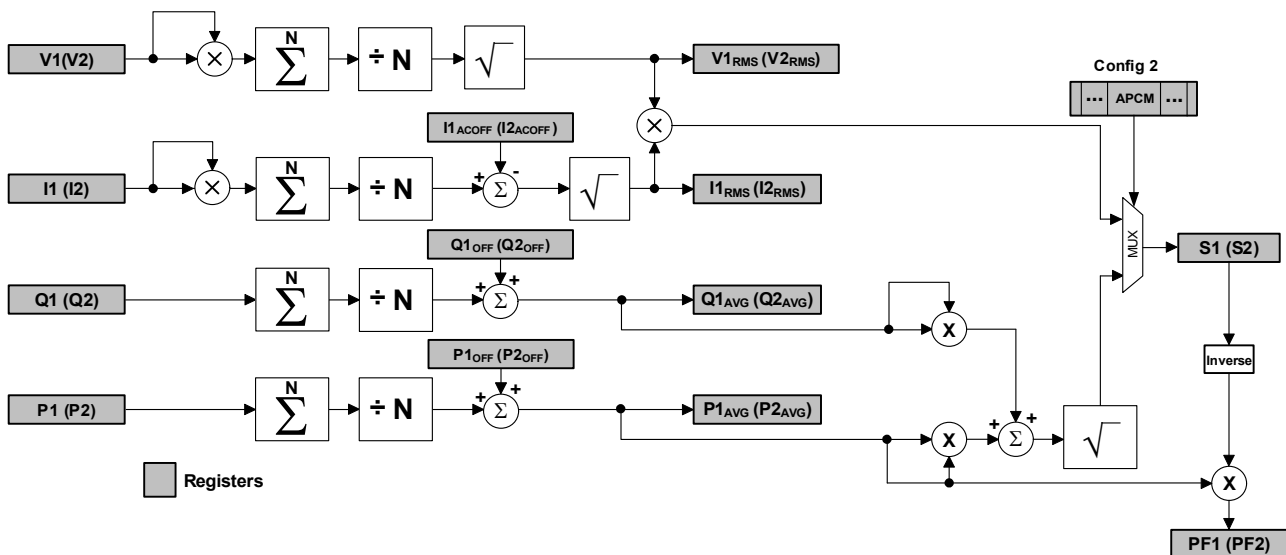 V1(V2)
×
N
∑
÷ N
√
V1RMS (V2RMS)
Config 2
... APCM ...
I1ACOFF (I2ACOFF)
×
I1 (I2)
×
N
∑
÷ N
+ Σ -
√
I1RMS (I2RMS)
MUX
S1 (S2)
Q1OFF (Q2OFF)
Q1 (Q2)
N
∑
÷ N
+ Σ +
Q1AVG (Q2AVG)
X
Inverse
P1OFF (P2OFF)
P1 (P2)
N
∑
÷ N
+ Σ +
P1AVG (P2AVG)
X
+ Σ +
√
Registers
X
PF1 (PF2)